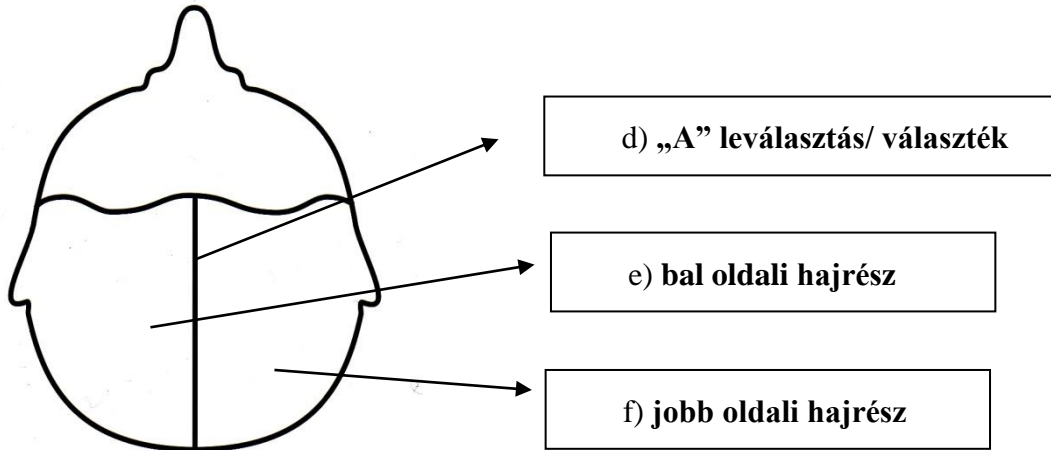 d) „A” leválasztás/ választék
e) bal oldali hajrész
f) jobb oldali hajrész